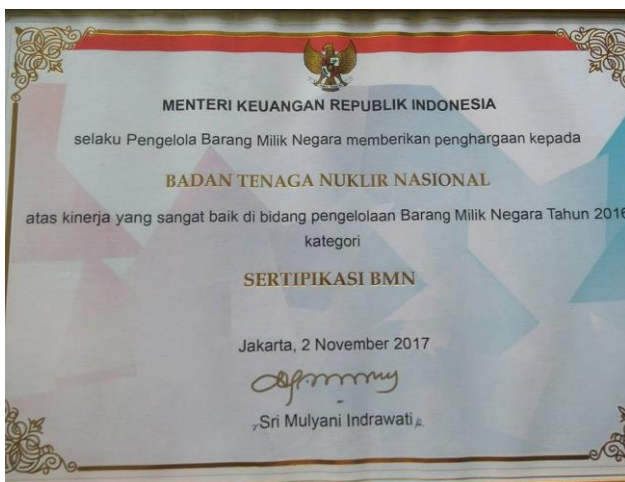 MENTERI KEUANGAN REPUBLIK INDONESIA
selaku Pengelola Barang Milik Negara memberikan penghargaan kepada
BADAN TENAGA NUKLIR NASIONAL
atas kinerja yang sangat baik di bidang pengelolaan Barang Milik Negara Tahun 2016
kategori
SERTIPIKASI BMN
Jakarta, 2 November 2017
Sri Mulyani Indrawati